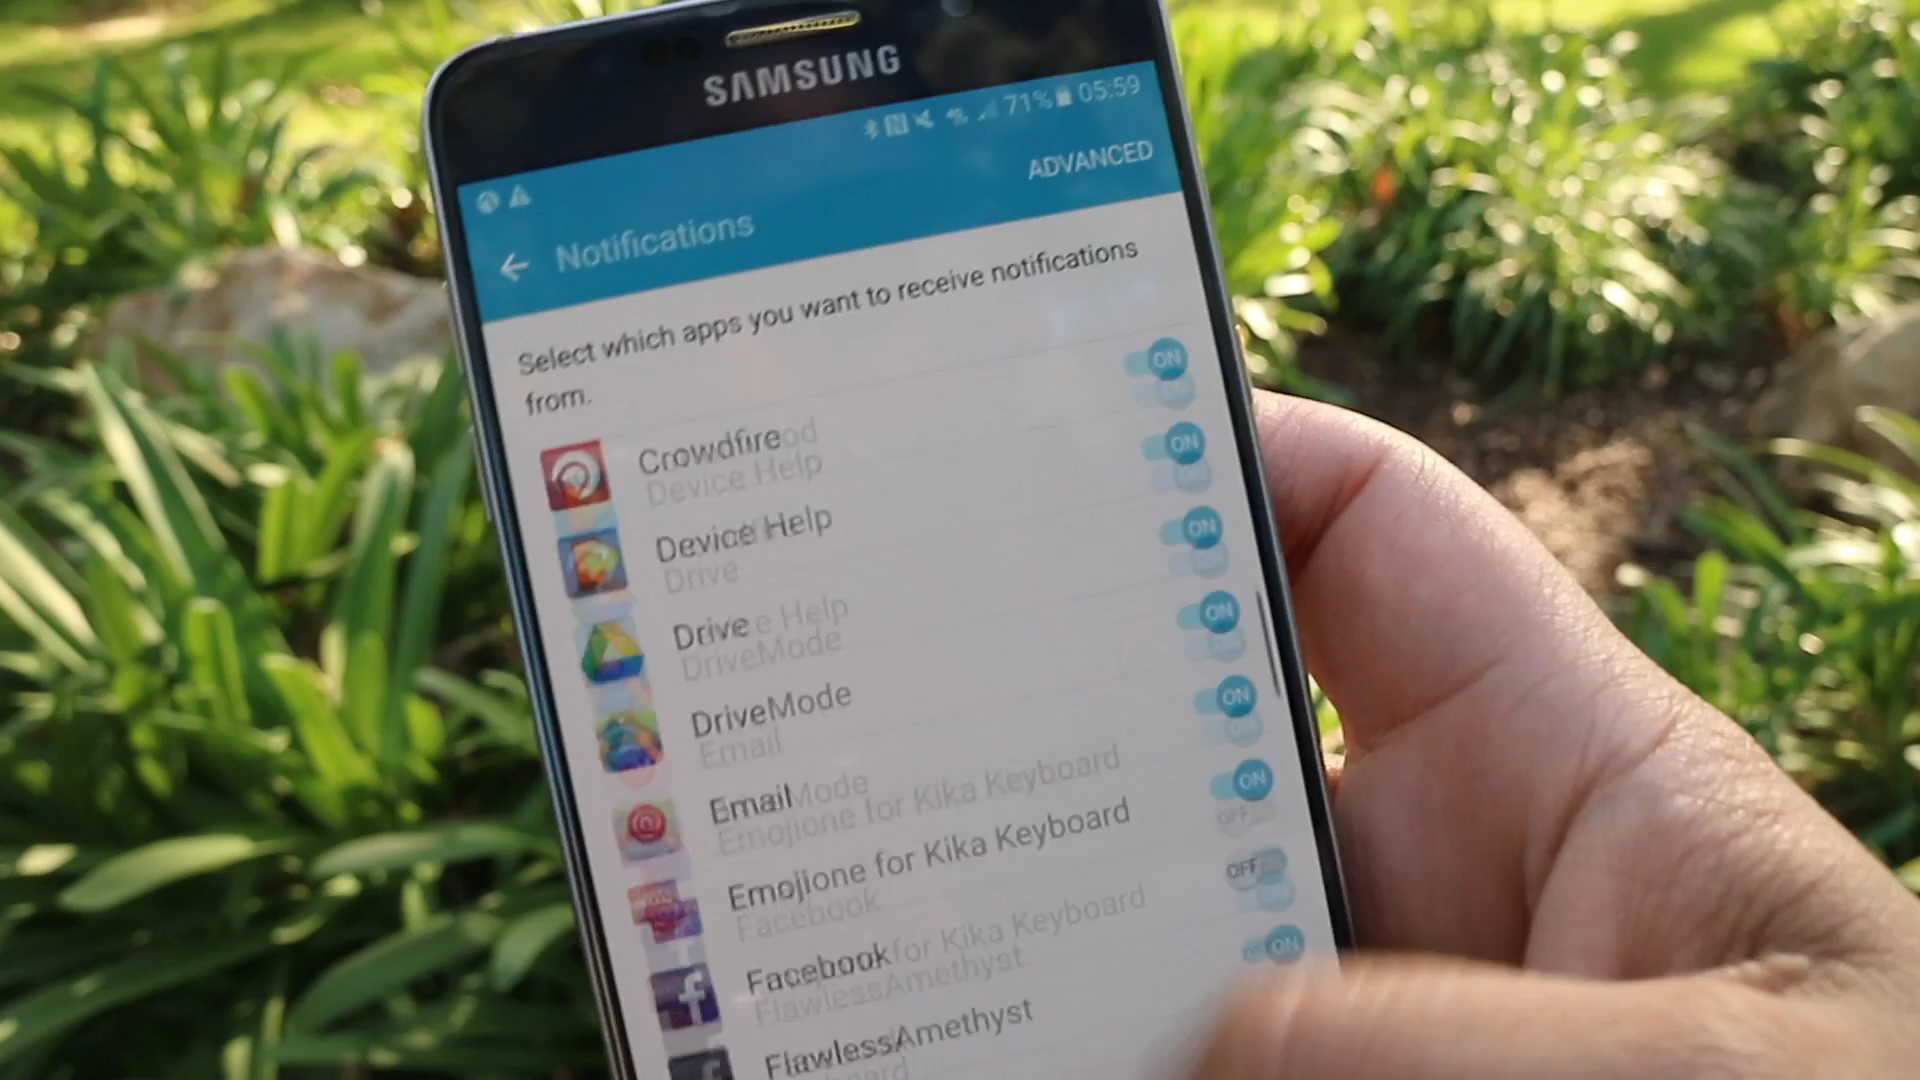 SAMSUNG
71% 05:59
ADVANCED
Notifications
Select which apps you want to receive notifications
from.
Crowdfire
ON
Device Help
ON
Drive
ON
DriveMode
ON
Email
ON
Emojione for Kika Keyboard
ON
Facebook
OFF
FlawlessAmethyst
ON